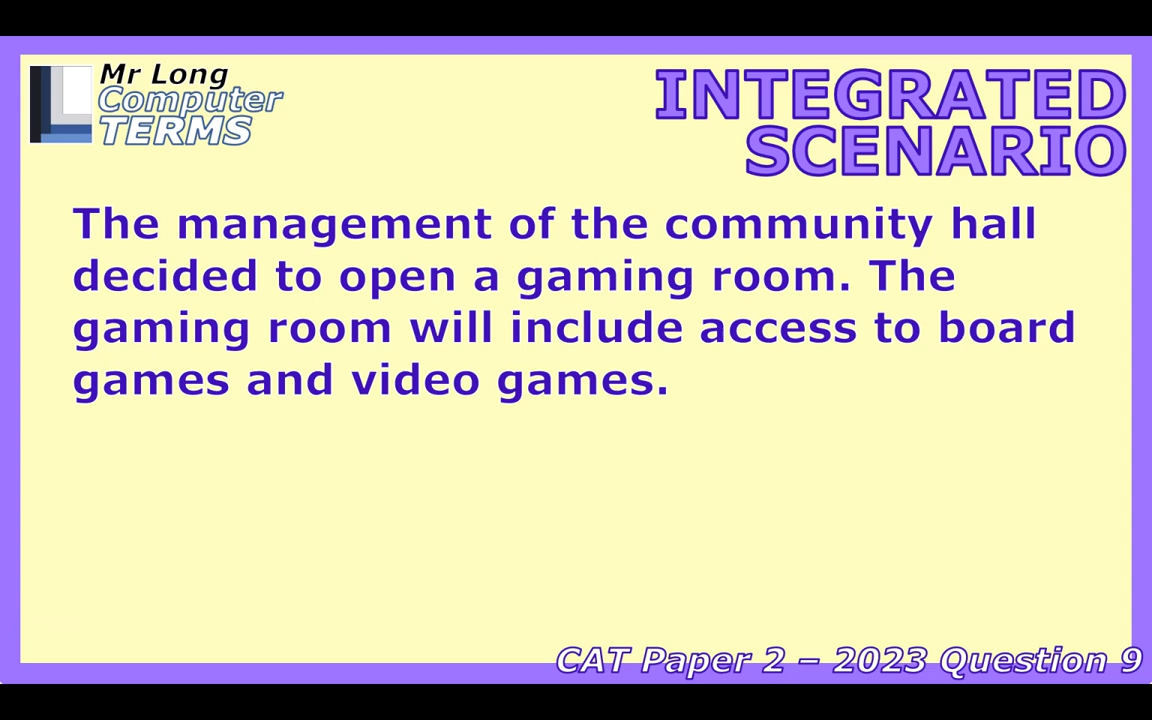 Mr Long
Computer
TERMS
INTEGRATED
SCENARIO
The management of the community hall
decided to open a gaming room. The
gaming room will include access to board
games and video games.
CAT Paper 2 – 2023 Question 9